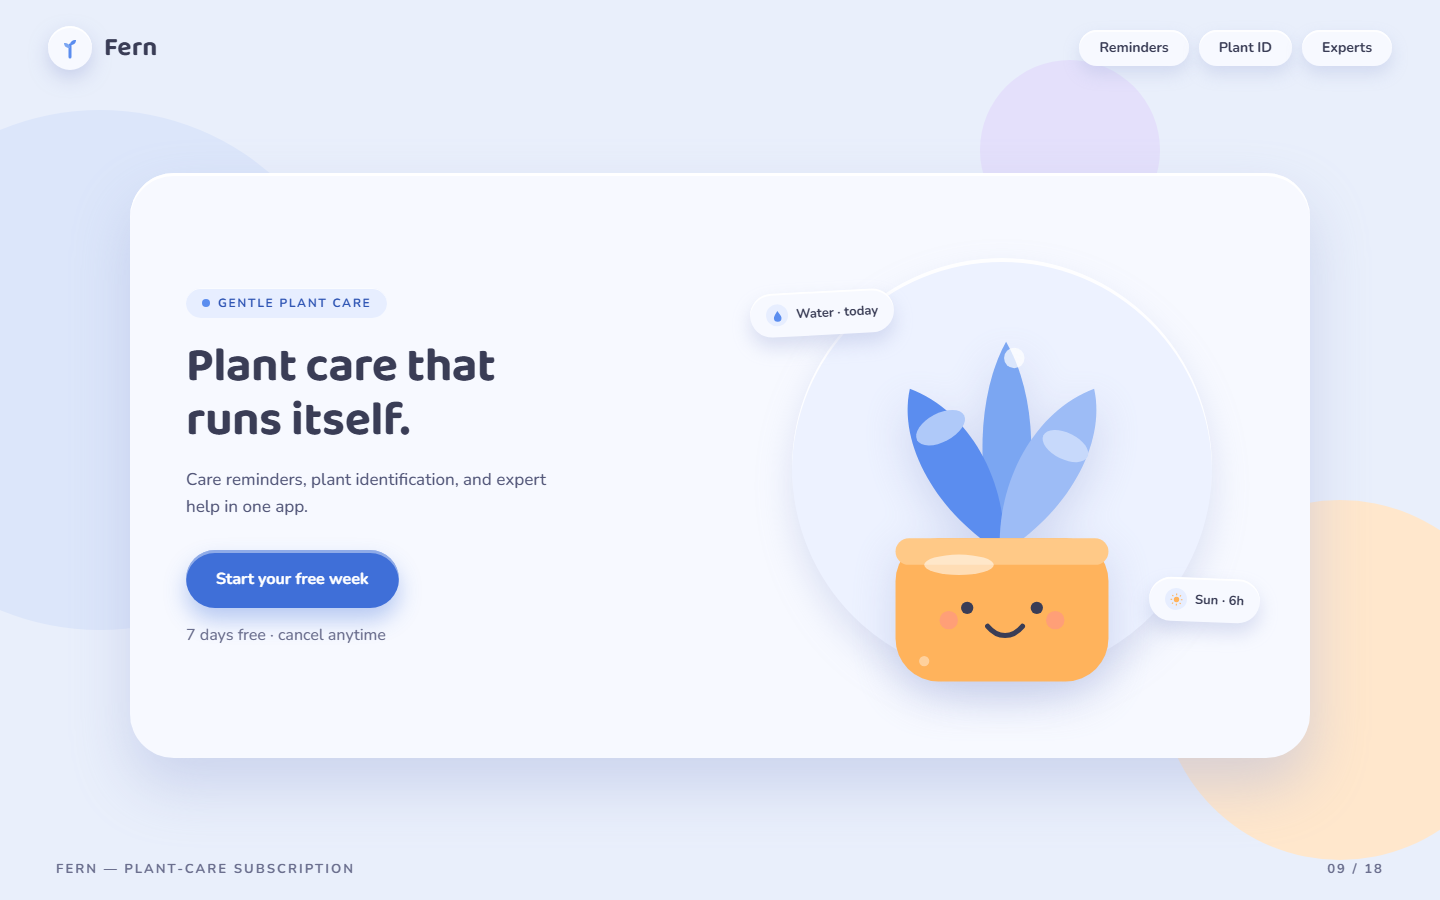 Fern
Reminders
Plant ID
Experts
GENTLE PLANT CARE
Plant care that
runs itself.
Care reminders, plant identification, and expert
help in one app.
Start your free week
7 days free · cancel anytime
Water · today
Sun · 6h
FERN — PLANT-CARE SUBSCRIPTION
09 / 18